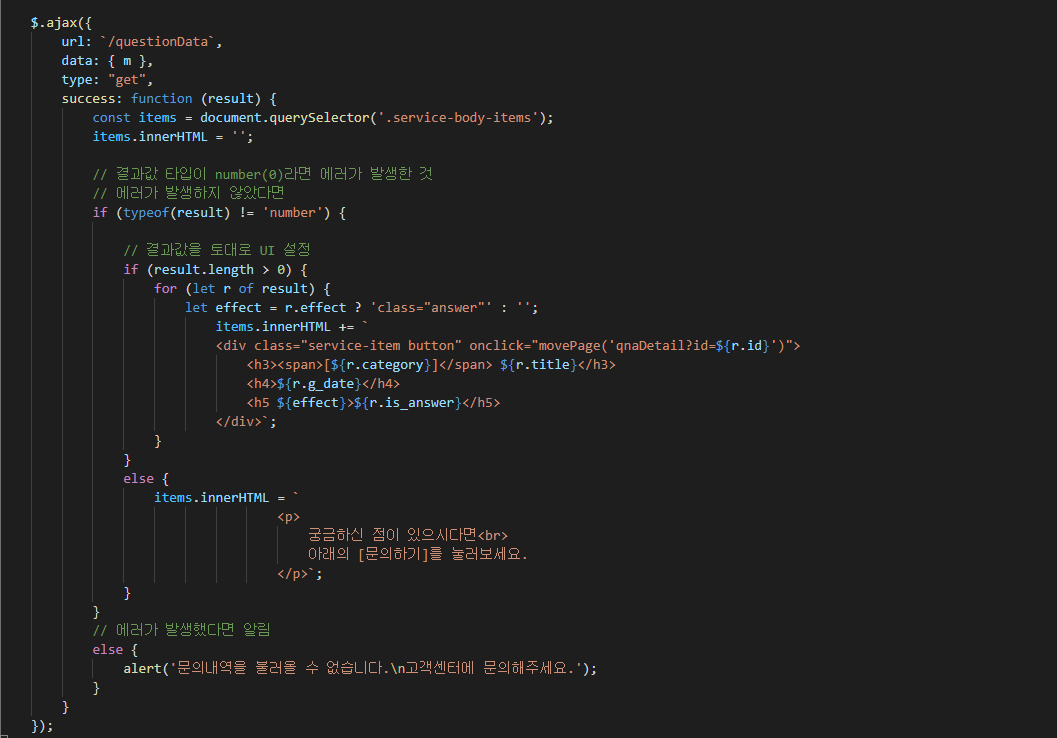 $.ajax({
url: `/questionData`,
data: { m },
type: "get",
success: function (result) {
const items = document.querySelector('.service-body-items');
items.innerHTML = '';
// 결과값 타입이 number(0)라면 에러가 발생한 것
// 에러가 발생하지 않았다면
if (typeof(result) != 'number') {
// 결과값을 토대로 UI 설정
if (result.length > 0) {
for (let r of result) {
let effect = r.effect ? 'class="answer"' : '';
items.innerHTML += `
<div class="service-item button" onclick="movePage('qnaDetail?id=${r.id}')">
<h3><span>[${r.category}]</span> ${r.title}</h3>
<h4>${r.g_date}</h4>
<h5 ${effect}>${r.is_answer}</h5>
</div>`;
}
}
else {
items.innerHTML = `
<p>
궁금하신 점이 있으시다면<br>
아래의 [문의하기]를 눌러보세요.
</p>`;
}
}
// 에러가 발생했다면 알림
else {
alert('문의내역을 불러올 수 없습니다.\n고객센터에 문의해주세요.');
}
}
});